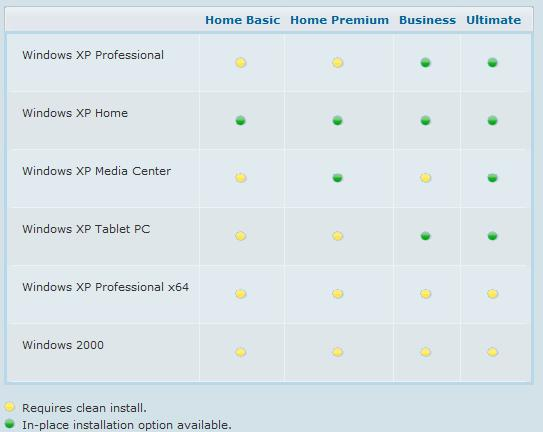 Home Basic Home Premium Business Ultimate
Windows XP Professional
Windows XP Home
Windows XP Media Center
Windows XP Tablet PC
Windows XP Professional x64
Windows 2000
Requires clean install.
In-place installation option available.